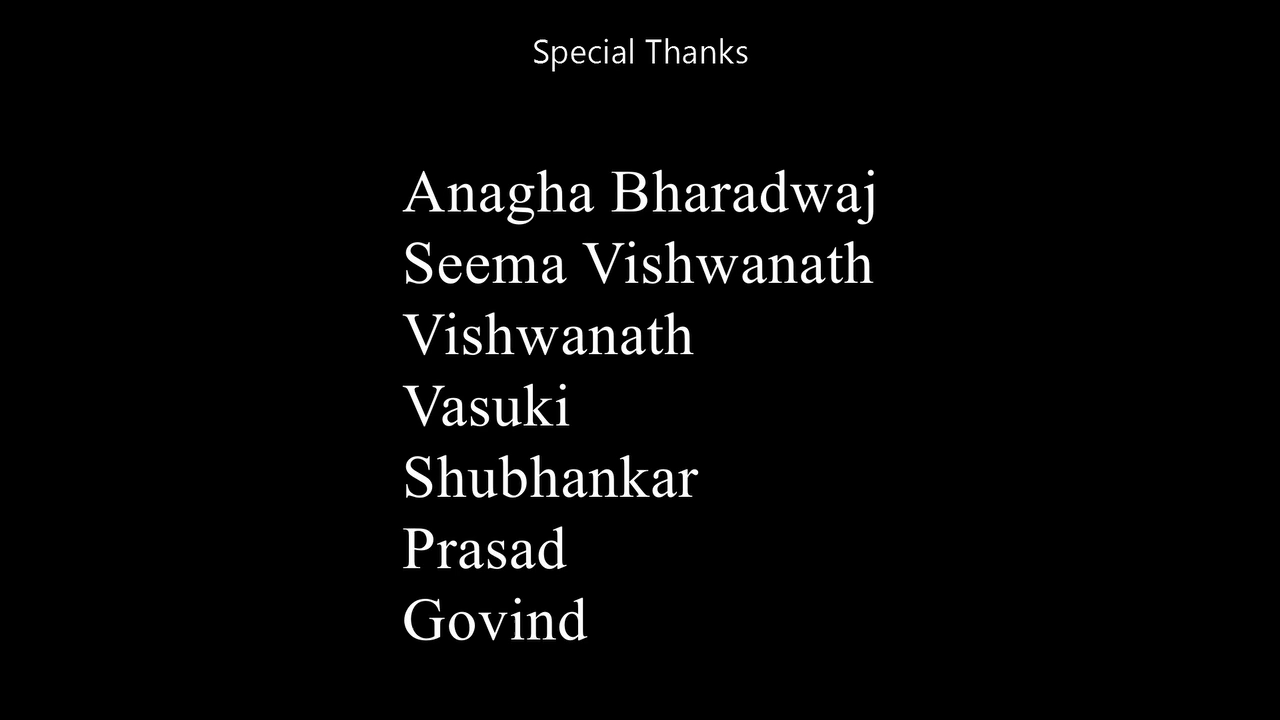 Special Thanks
Anagha Bharadwaj
Seema Vishwanath
Vishwanath
Vasuki
Shubhankar
Prasad
Govind